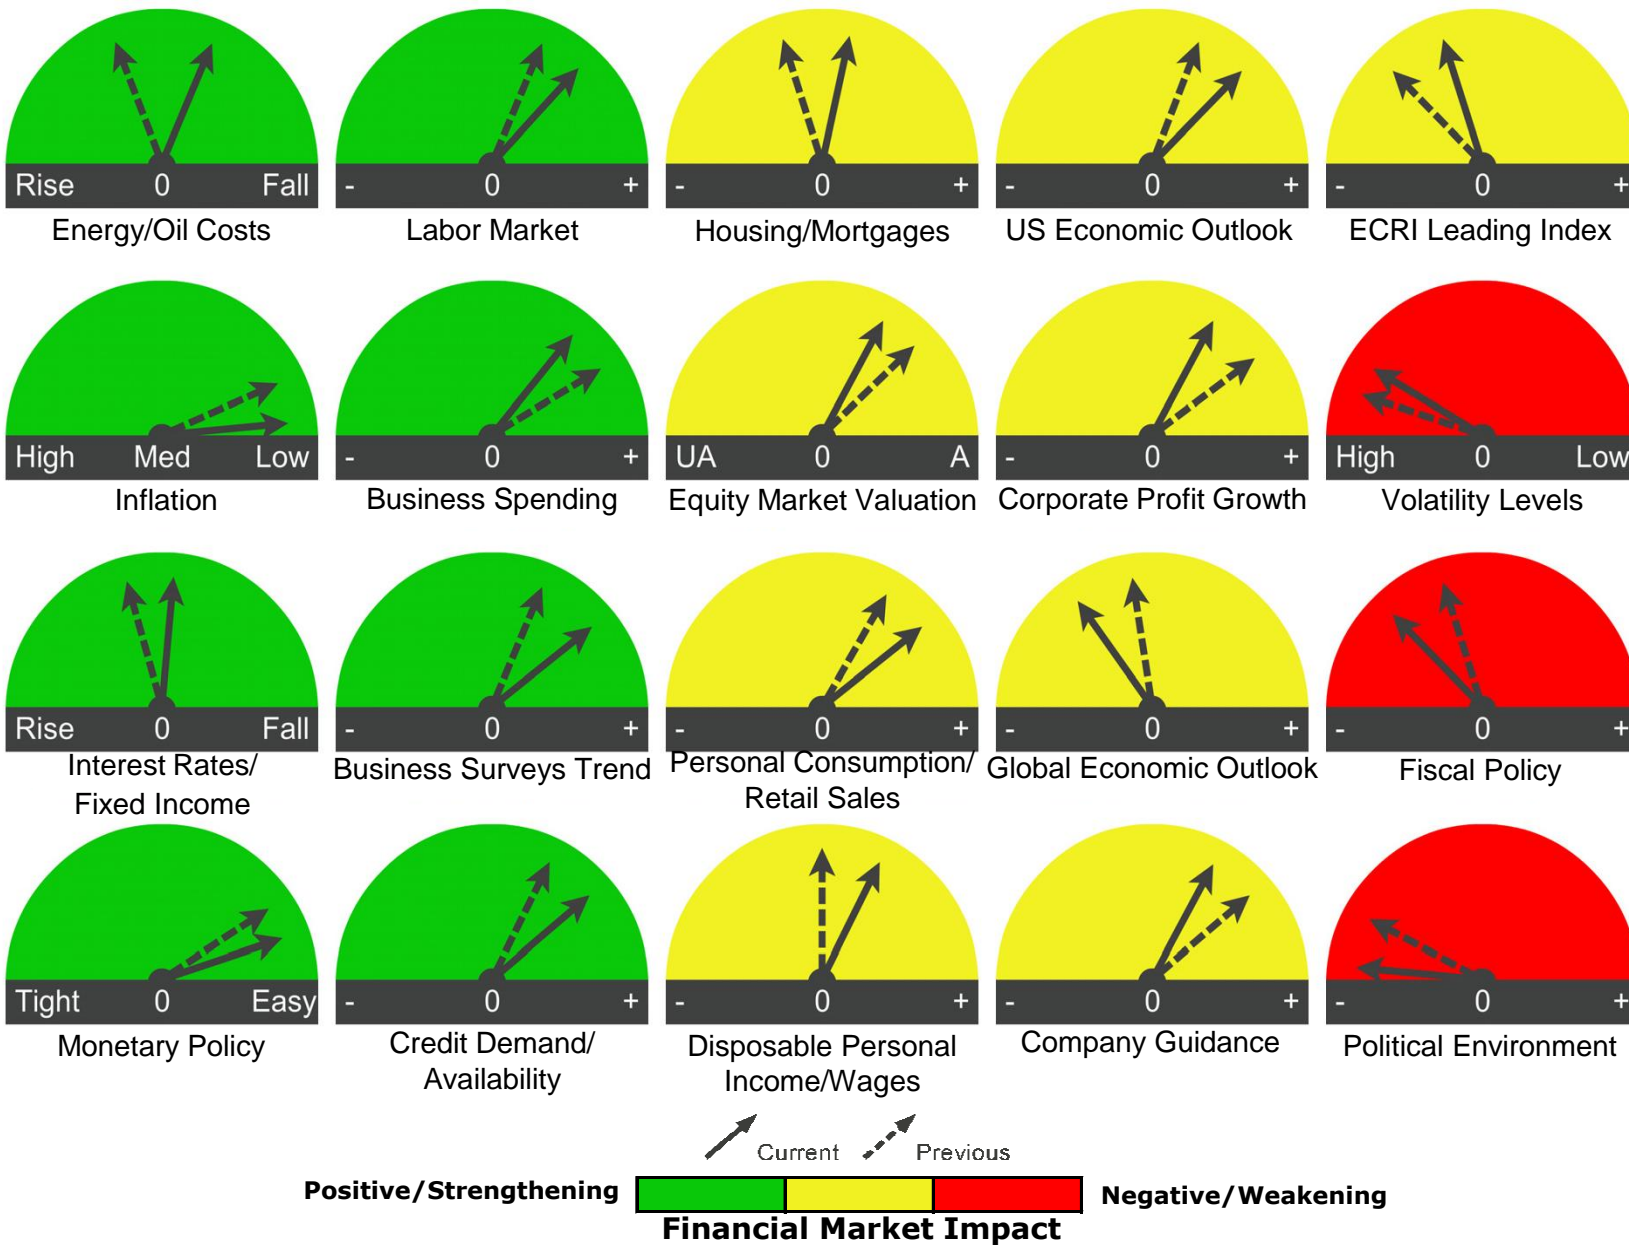 Rise 0 Fall
- 0 +
- 0 +
- 0 +
- 0 +
Energy/Oil Costs
Labor Market
Housing/Mortgages
US Economic Outlook
ECRI Leading Index
High Med Low
- 0 +
UA 0 A
- 0 +
High 0 Low
Inflation
Business Spending
Equity Market Valuation
Corporate Profit Growth
Volatility Levels
Rise 0 Fall
- 0 +
- 0 +
- 0 +
- 0 +
Interest Rates/
Fixed Income
Business Surveys Trend
Personal Consumption/
Retail Sales
Global Economic Outlook
Fiscal Policy
Tight 0 Easy
- 0 +
- 0 +
- 0 +
- 0 +
Monetary Policy
Credit Demand/
Availability
Disposable Personal
Income/Wages
Company Guidance
Political Environment
Current Previous
Positive/Strengthening Negative/Weakening
Financial Market Impact